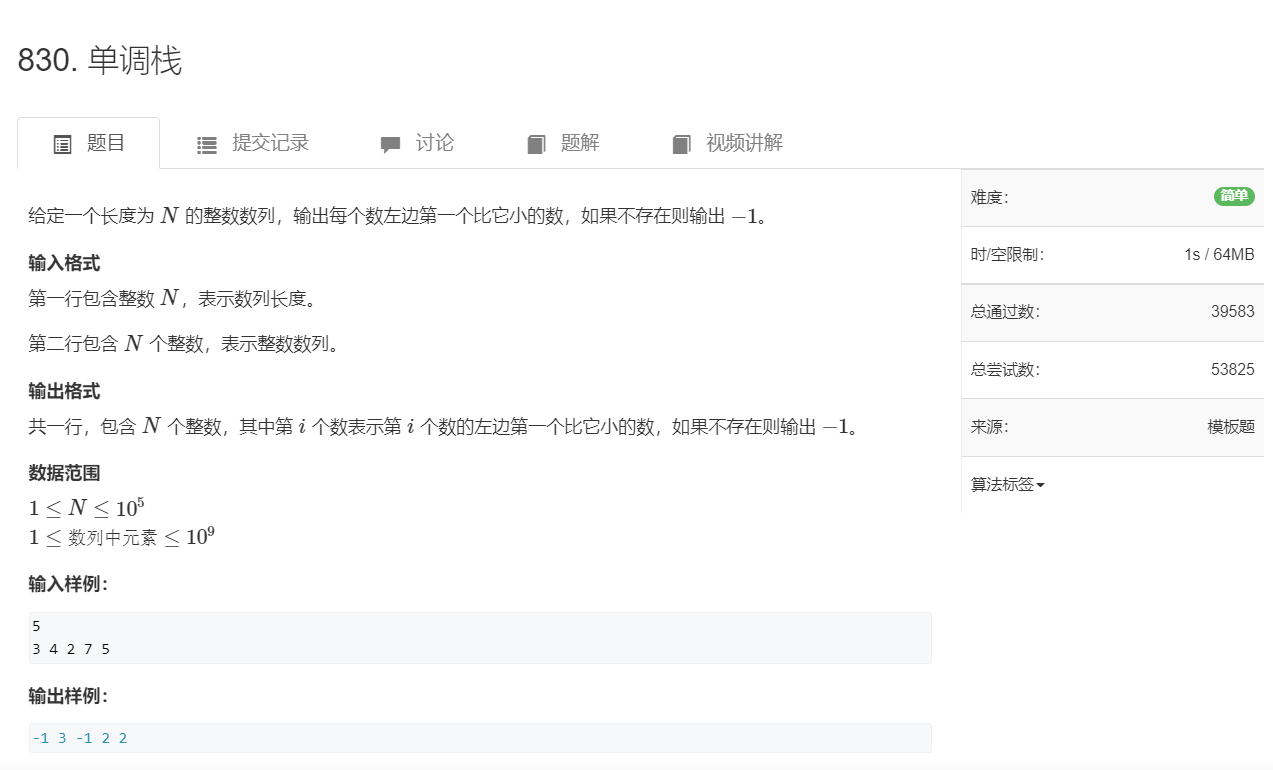 830. 单调栈
题目 提交记录 讨论 题解 视频讲解
给定一个长度为 N 的整数数列，输出每个数左边第一个比它小的数，如果不存在则输出 −1。
输入格式
第一行包含整数 N，表示数列长度。
第二行包含 N 个整数，表示整数数列。
输出格式
共一行，包含 N 个整数，其中第 i 个数表示第 i 个数的左边第一个比它小的数，如果不存在则输出 −1。
数据范围
1 ≤ N ≤ 10⁵
1 ≤ 数列中元素 ≤ 10⁹
输入样例：
5
3 4 2 7 5
输出样例：
-1 3 -1 2 2
难度： 简单
时/空限制： 1s / 64MB
总通过数： 39583
总尝试数： 53825
来源： 模板题
算法标签